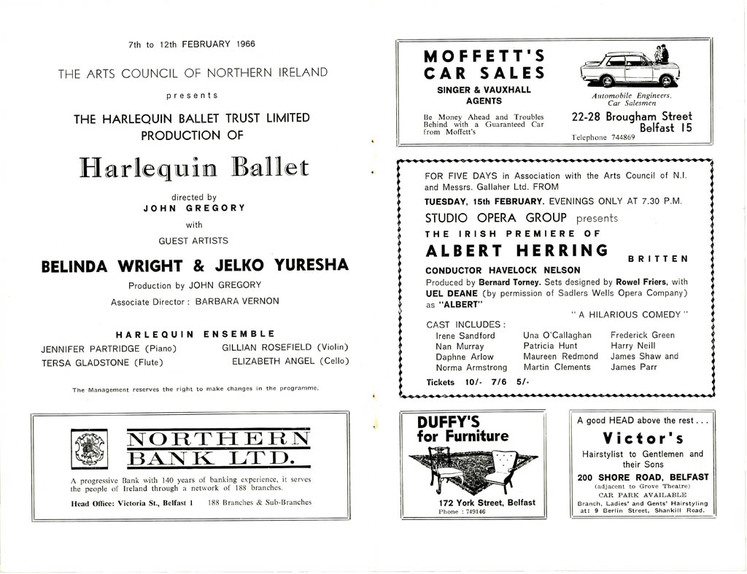 7th to 12th FEBRUARY 1966
THE ARTS COUNCIL OF NORTHERN IRELAND
presents
THE HARLEQUIN BALLET TRUST LIMITED
PRODUCTION OF
Harlequin Ballet
directed by
JOHN GREGORY
with
GUEST ARTISTS
BELINDA WRIGHT & JELKO YURESHA
Production by JOHN GREGORY
Associate Director : BARBARA VERNON
HARLEQUIN ENSEMBLE
JENNIFER PARTRIDGE (Piano) GILLIAN ROSEFIELD (Violin)
TERSA GLADSTONE (Flute) ELIZABETH ANGEL (Cello)
The Management reserves the right to make changes in the programme.
NORTHERN
BANK LTD.
A progressive Bank with 140 years of banking experience, it serves
the people of Ireland through a network of 188 branches.
Head Office: Victoria St., Belfast 1 188 Branches & Sub-Branches
MOFFETT'S
CAR SALES
SINGER & VAUXHALL
AGENTS
Be Money Ahead and Troubles
Behind with a Guaranteed Car
from Moffett's
Automobile Engineers.
Car Salesmen
22-28 Brougham Street
Belfast 15
Telephone 744869
FOR FIVE DAYS in Association with the Arts Council of N.I.
and Messrs. Gallaher Ltd. FROM
TUESDAY, 15th FEBRUARY. EVENINGS ONLY AT 7.30 P.M.
STUDIO OPERA GROUP presents
THE IRISH PREMIERE OF
ALBERT HERRING
BRITTEN
CONDUCTOR HAVELOCK NELSON
Produced by Bernard Torney. Sets designed by Rowel Friers, with
UEL DEANE (by permission of Sadlers Wells Opera Company)
as "ALBERT"
"A HILARIOUS COMEDY"
CAST INCLUDES :
Irene Sandford Una O'Callaghan Frederick Green
Nan Murray Patricia Hunt Harry Neill
Daphne Arlow Maureen Redmond James Shaw and
Norma Armstrong Martin Clements James Parr
Tickets 10/- 7/6 5/-
DUFFY'S
for Furniture
172 York Street, Belfast
Phone : 749146
A good HEAD above the rest . . .
Victor's
Hairstylist to Gentlemen and
their Sons
200 SHORE ROAD, BELFAST
(adjacent to Grove Theatre)
CAR PARK AVAILABLE
Branch, Ladies' and Gents' Hairstyling
at: 9 Berlin Street, Shankill Road.